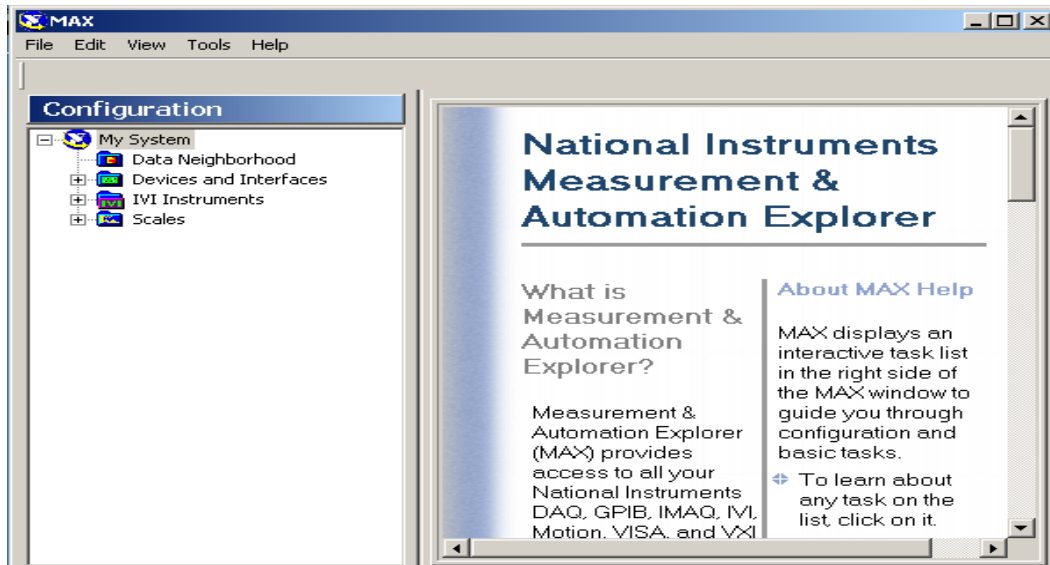 MAX
File Edit View Tools Help
Configuration
My System
Data Neighborhood
Devices and Interfaces
IVI Instruments
Scales
National Instruments
Measurement &
Automation Explorer
What is
Measurement &
Automation
Explorer?
Measurement &
Automation Explorer
(MAX) provides
access to all your
National Instruments
DAQ, GPIB, IMAQ, IVI,
Motion, VISA, and VXI
About MAX Help
MAX displays an
interactive task list
in the right side of
the MAX window to
guide you through
configuration and
basic tasks.
To learn about
any task on the
list, click on it.